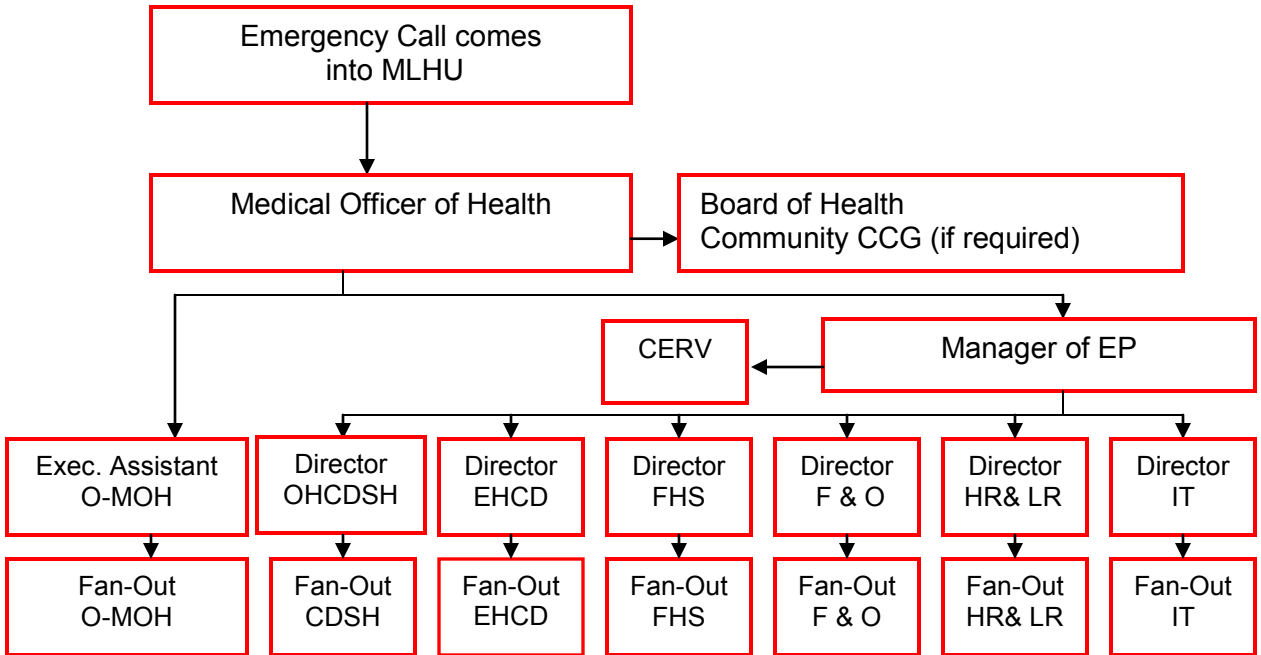 Emergency Call comes
into MLHU
Medical Officer of Health
Board of Health
Community CCG (if required)
CERV
Manager of EP
Exec. Assistant
O-MOH
Director
OHCDSH
Director
EHCD
Director
FHS
Director
F & O
Director
HR& LR
Director
IT
Fan-Out
O-MOH
Fan-Out
CDSH
Fan-Out
EHCD
Fan-Out
FHS
Fan-Out
F & O
Fan-Out
HR& LR
Fan-Out
IT